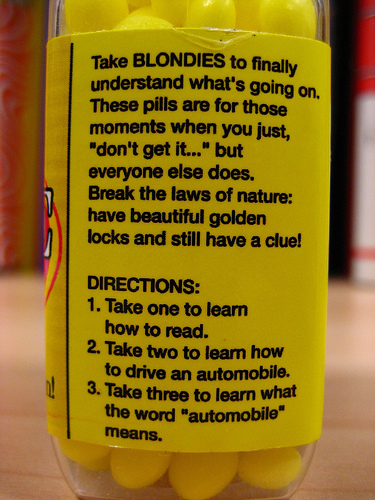 Take BLONDIES to finally
understand what's going on.
These pills are for those
moments when you just,
"don't get it..." but
everyone else does.
Break the laws of nature:
have beautiful golden
locks and still have a clue!
DIRECTIONS:
1. Take one to learn
how to read.
2. Take two to learn how
to drive an automobile.
3. Take three to learn what
the word "automobile"
means.